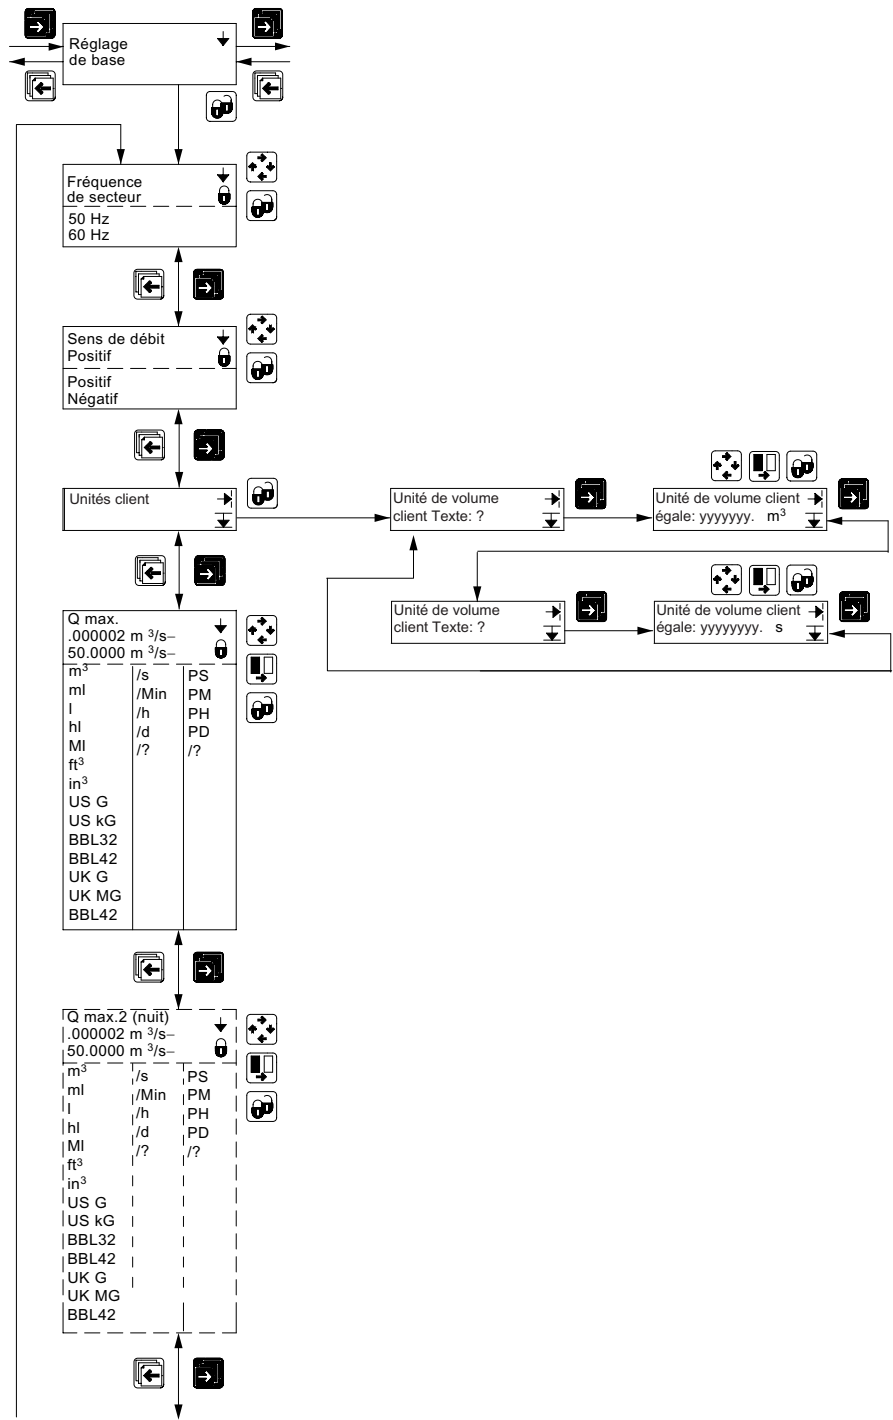 Réglage
de base
Fréquence
de secteur
50 Hz
60 Hz
Sens de débit
Positif
Positif
Négatif
Unités client
Unité de volume
client Texte: ?
Unité de volume client
égale: yyyyyyy. m³
Unité de volume
client Texte: ?
Unité de volume client
égale: yyyyyyyy. s
Q max.
.000002 m ³/s–
50.0000 m ³/s–
m³ /s PS
ml /Min PM
l /h PH
hl /d PD
Ml /? /?
ft³
in³
US G
US kG
BBL32
BBL42
UK G
UK MG
BBL42
Q max.2 (nuit)
.000002 m ³/s–
50.0000 m ³/s–
m³ /s PS
ml /Min PM
l /h PH
hl /d PD
Ml /? /?
ft³
in³
US G
US kG
BBL32
BBL42
UK G
UK MG
BBL42